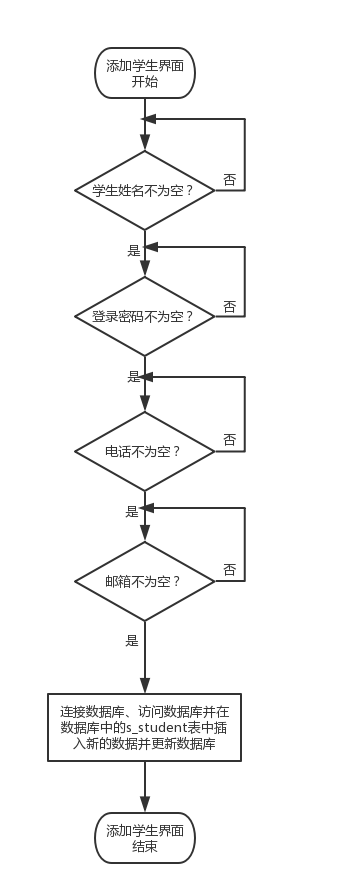 添加学生界面
开始
学生姓名不为空？
否
是
登录密码不为空？
否
是
电话不为空？
否
是
邮箱不为空？
否
是
连接数据库、访问数据库并在
数据库中的s_student表中插
入新的数据并更新数据库
添加学生界面
结束